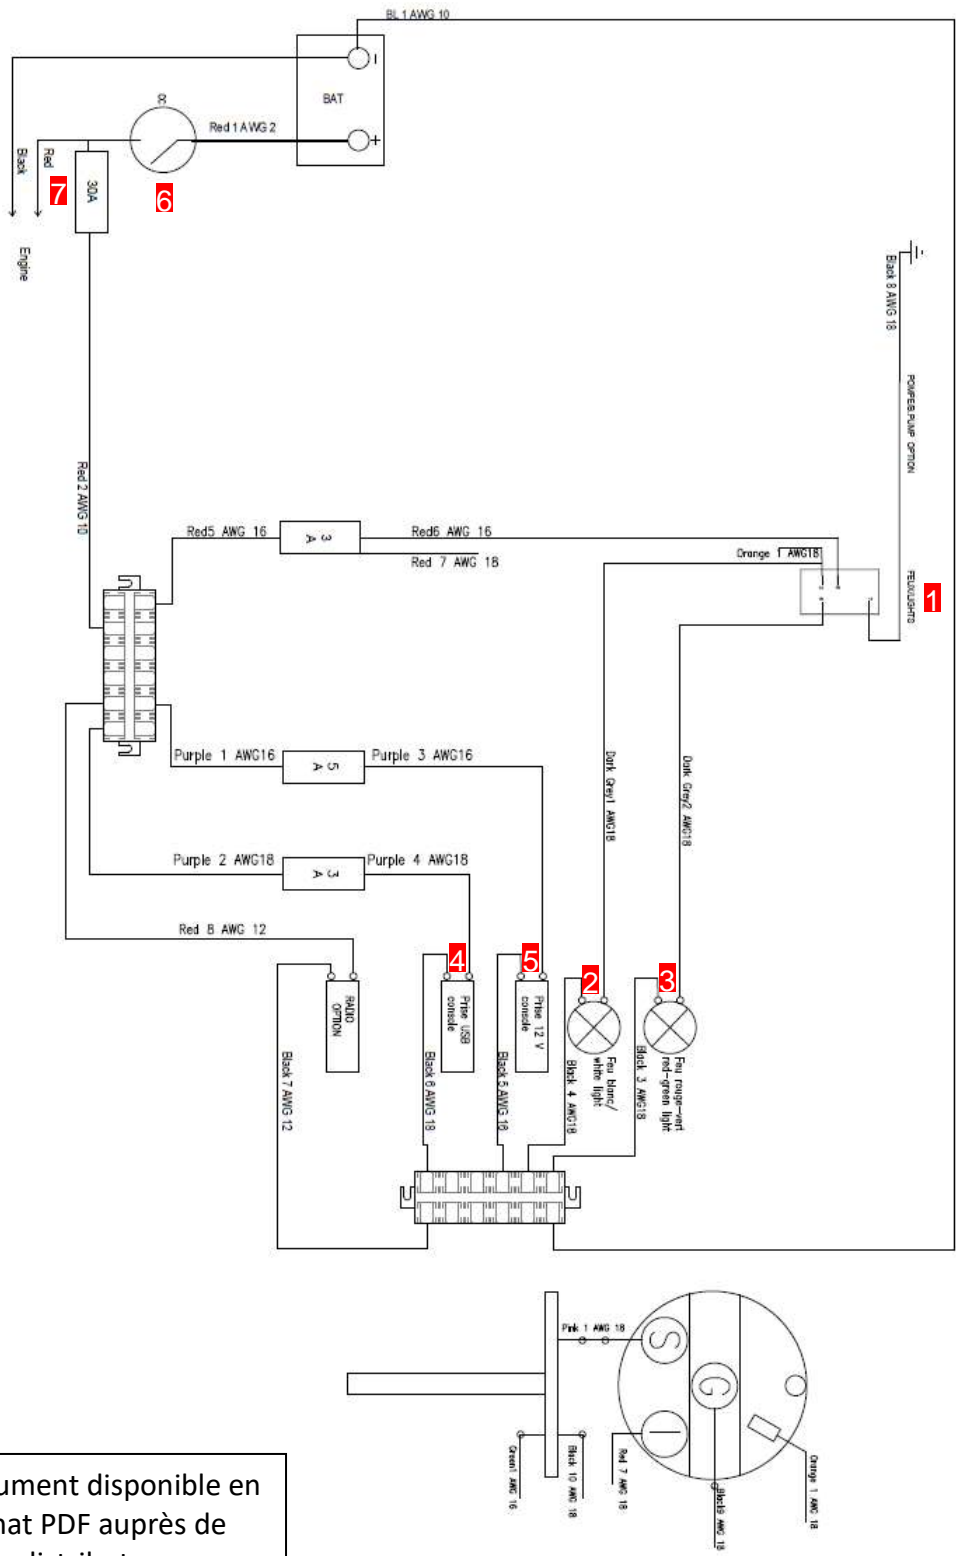 BL 1 AWG 10
BAT
-
+
Red 1 AWG 2
Black
Red
30A
7
6
Engine
Black 8 AWG 18
POMPE/B.PUMP OPTION
FEUX/LIGHTS
1
Red 2 AWG 10
Red5 AWG 16
3 A
Red6 AWG 16
Red 7 AWG 18
Orange 1 AWG18
Dark Grey1 AWG18
Dark Grey2 AWG18
Purple 1 AWG16
5 A
Purple 3 AWG16
Purple 2 AWG18
3 A
Purple 4 AWG18
Red 8 AWG 12
4
5
2
3
RADIO
OPTION
Prise USB
console
Prise 12 V
console
Feu blanc/
white light
Feu rouge-vert
red-green light
Black 7 AWG 12
Black 6 AWG 18
Black 5 AWG 16
Black 4 AWG18
Black 3 AWG18
Pink 1 AWG 18
S
G
I
Green1 AWG 16
Black 10 AWG 18
Red 7 AWG 18
Black9 AWG 18
Orange 1 AWG 18
ument disponible en
nat PDF auprès de